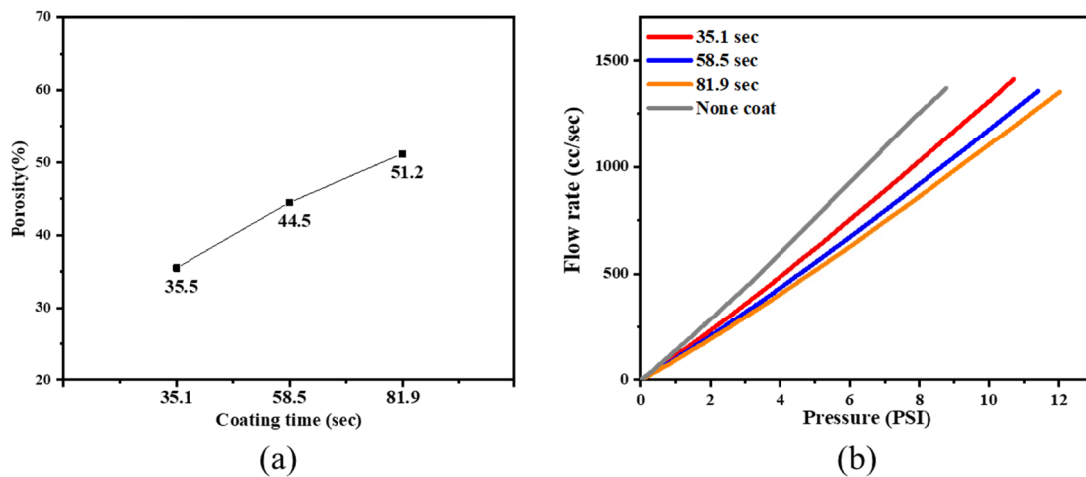 70
60
50
40
30
20
Porosity(%)
35.5
44.5
51.2
35.1 58.5 81.9
Coating time (sec)
(a)
35.1 sec
58.5 sec
81.9 sec
None coat
1500
1000
500
0
Flow rate (cc/sec)
0 2 4 6 8 10 12
Pressure (PSI)
(b)